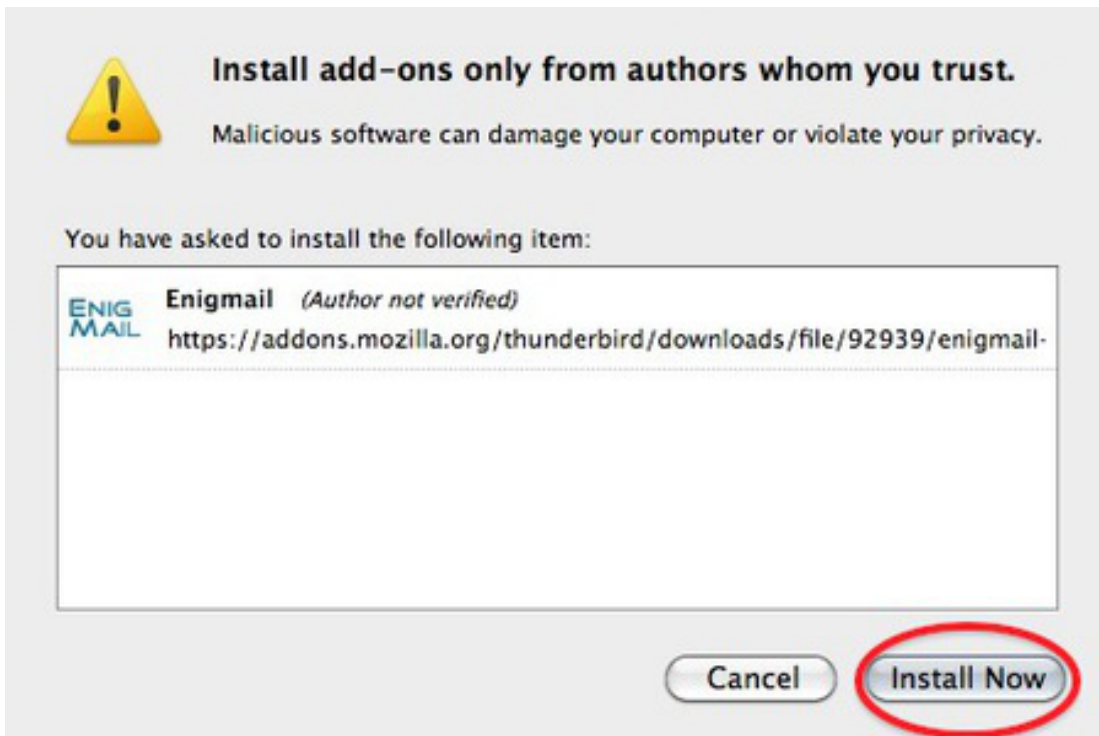 Install add-ons only from authors whom you trust.
Malicious software can damage your computer or violate your privacy.
You have asked to install the following item:
ENIG
MAIL
Enigmail (Author not verified)
https://addons.mozilla.org/thunderbird/downloads/file/92939/enigmail-
Cancel
Install Now